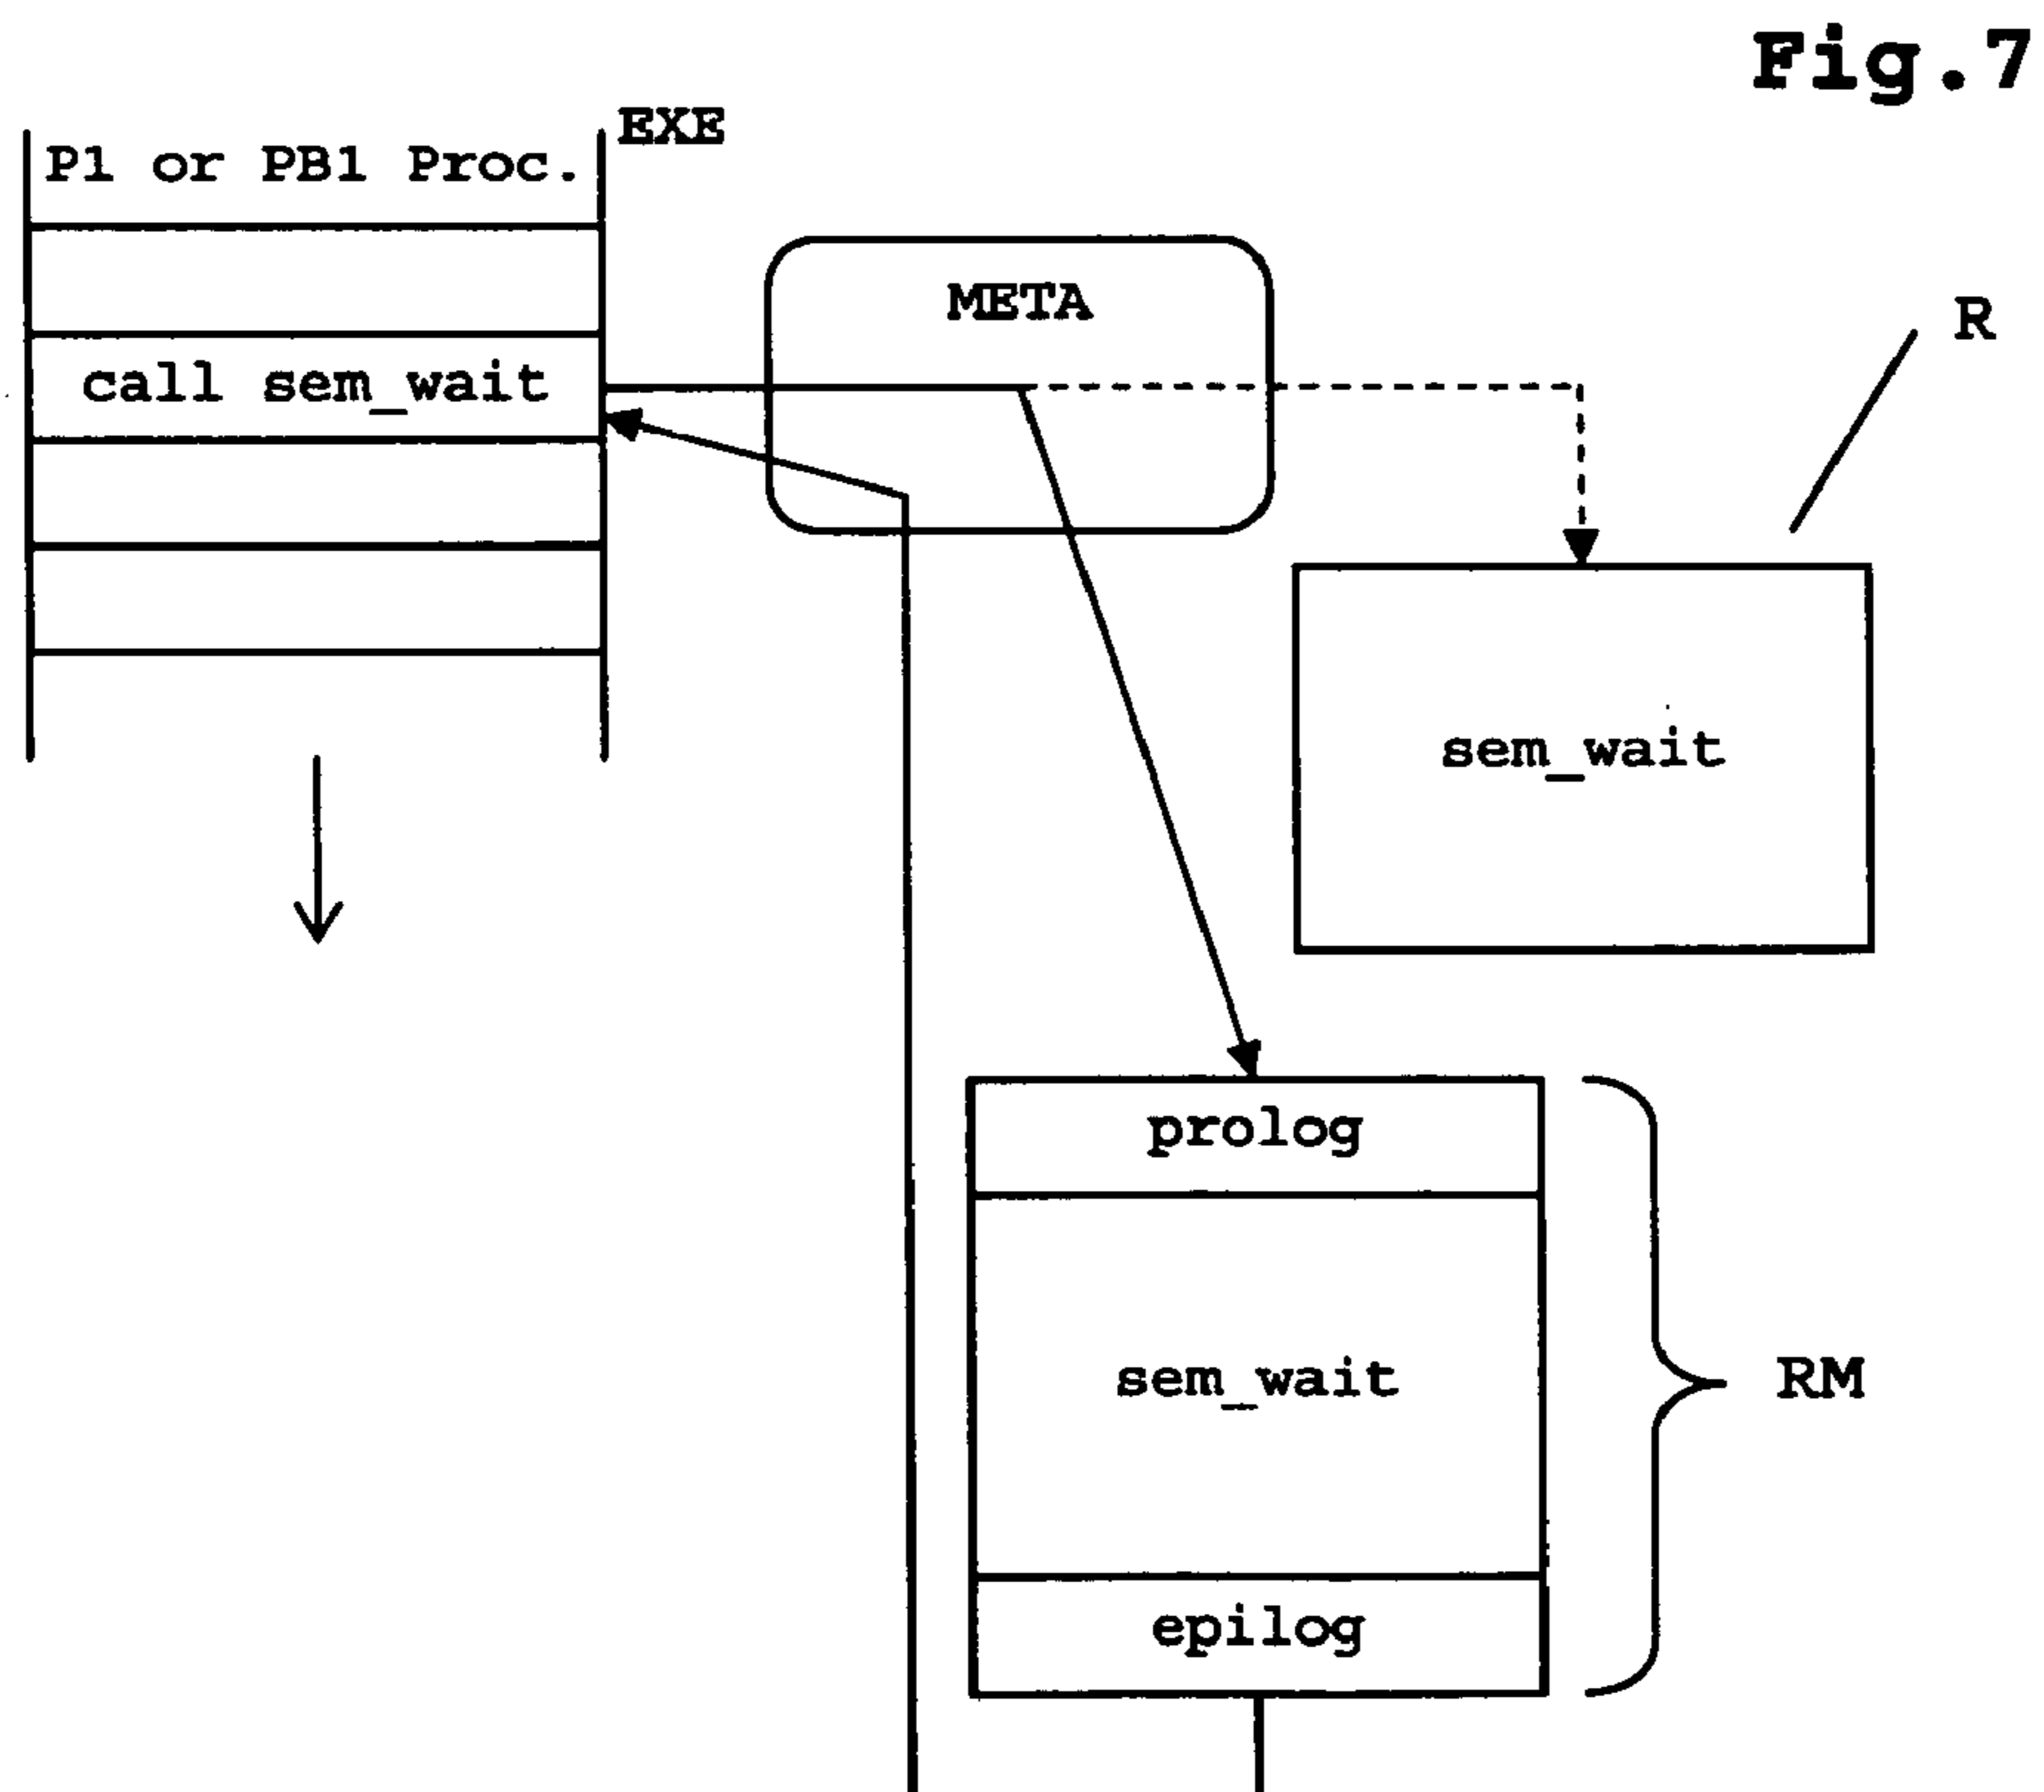 Fig.7
EXE
P1 or PB1 Proc.
META
R
call sem_wait
sem_wait
prolog
sem_wait
RM
epilog